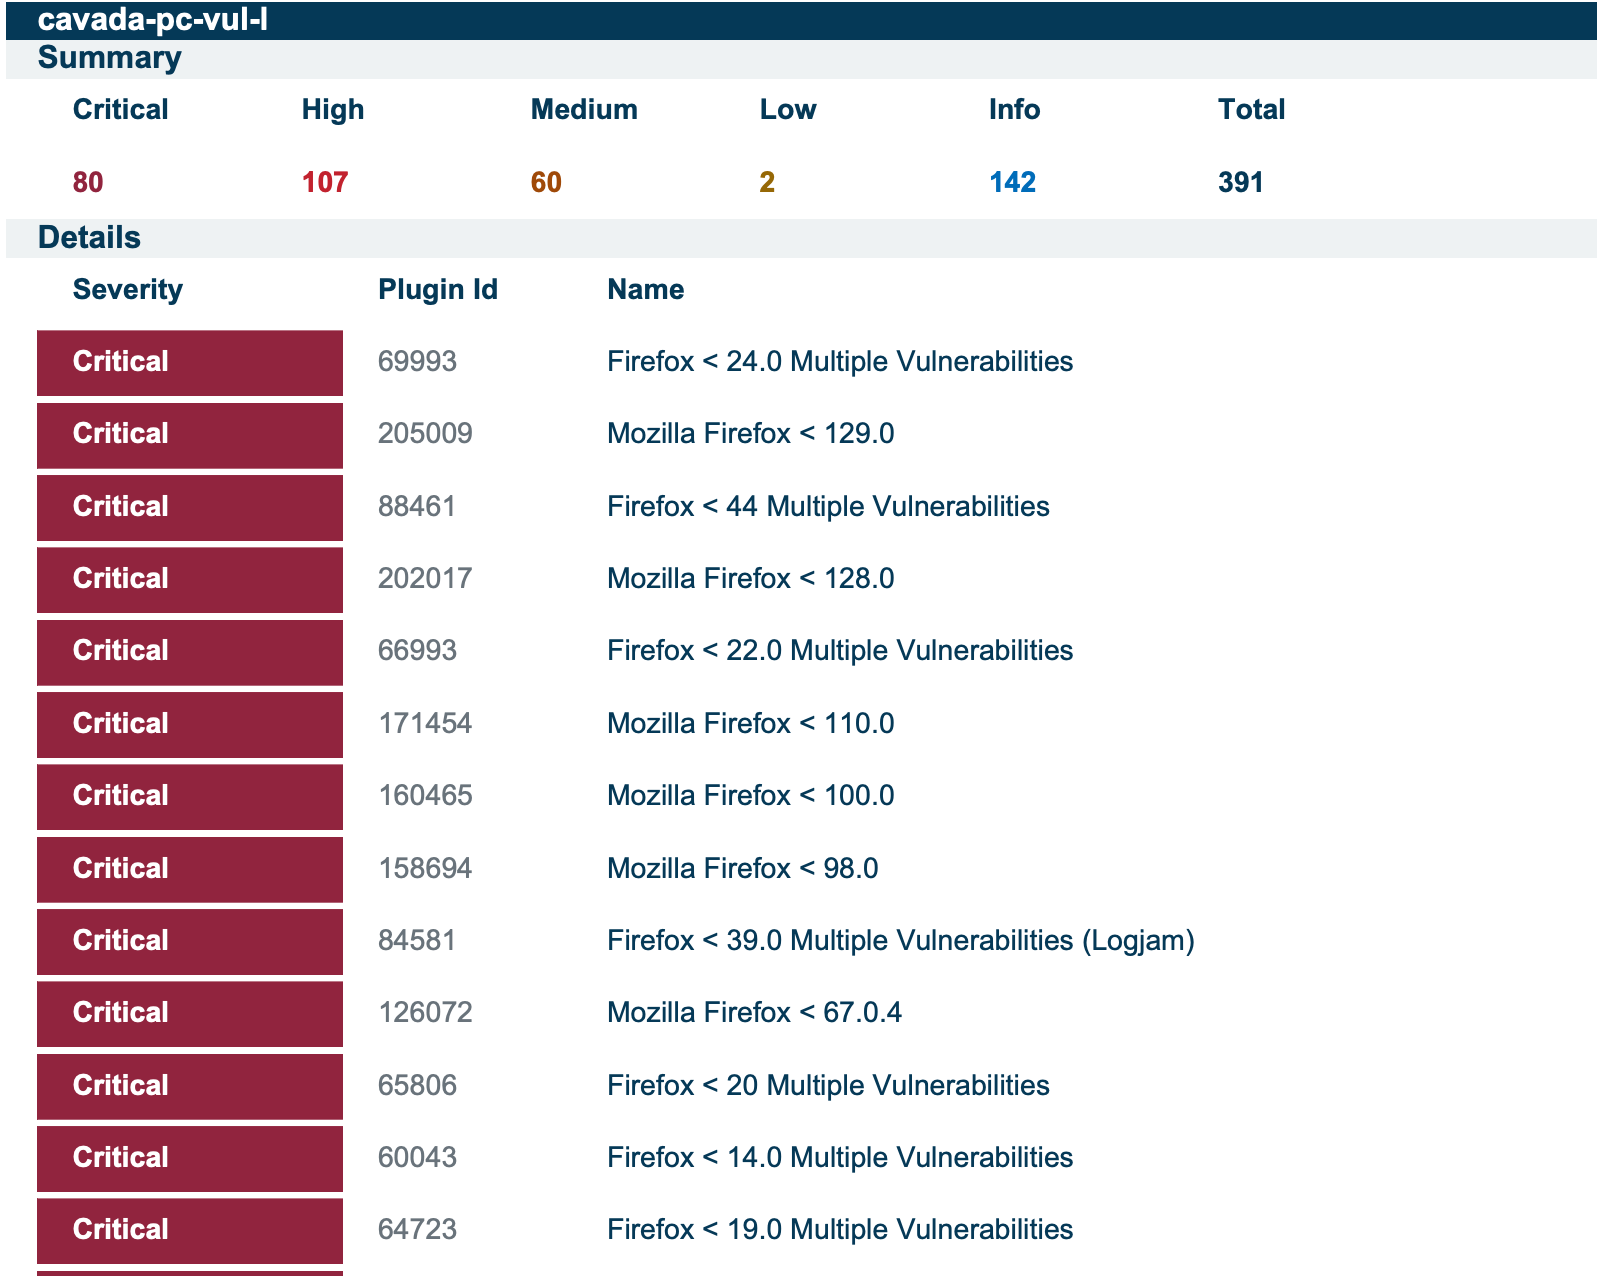 cavada-pc-vul-l
Summary
Critical High Medium Low Info Total
80 107 60 2 142 391
Details
Severity Plugin Id Name
Critical 69993 Firefox < 24.0 Multiple Vulnerabilities
Critical 205009 Mozilla Firefox < 129.0
Critical 88461 Firefox < 44 Multiple Vulnerabilities
Critical 202017 Mozilla Firefox < 128.0
Critical 66993 Firefox < 22.0 Multiple Vulnerabilities
Critical 171454 Mozilla Firefox < 110.0
Critical 160465 Mozilla Firefox < 100.0
Critical 158694 Mozilla Firefox < 98.0
Critical 84581 Firefox < 39.0 Multiple Vulnerabilities (Logjam)
Critical 126072 Mozilla Firefox < 67.0.4
Critical 65806 Firefox < 20 Multiple Vulnerabilities
Critical 60043 Firefox < 14.0 Multiple Vulnerabilities
Critical 64723 Firefox < 19.0 Multiple Vulnerabilities